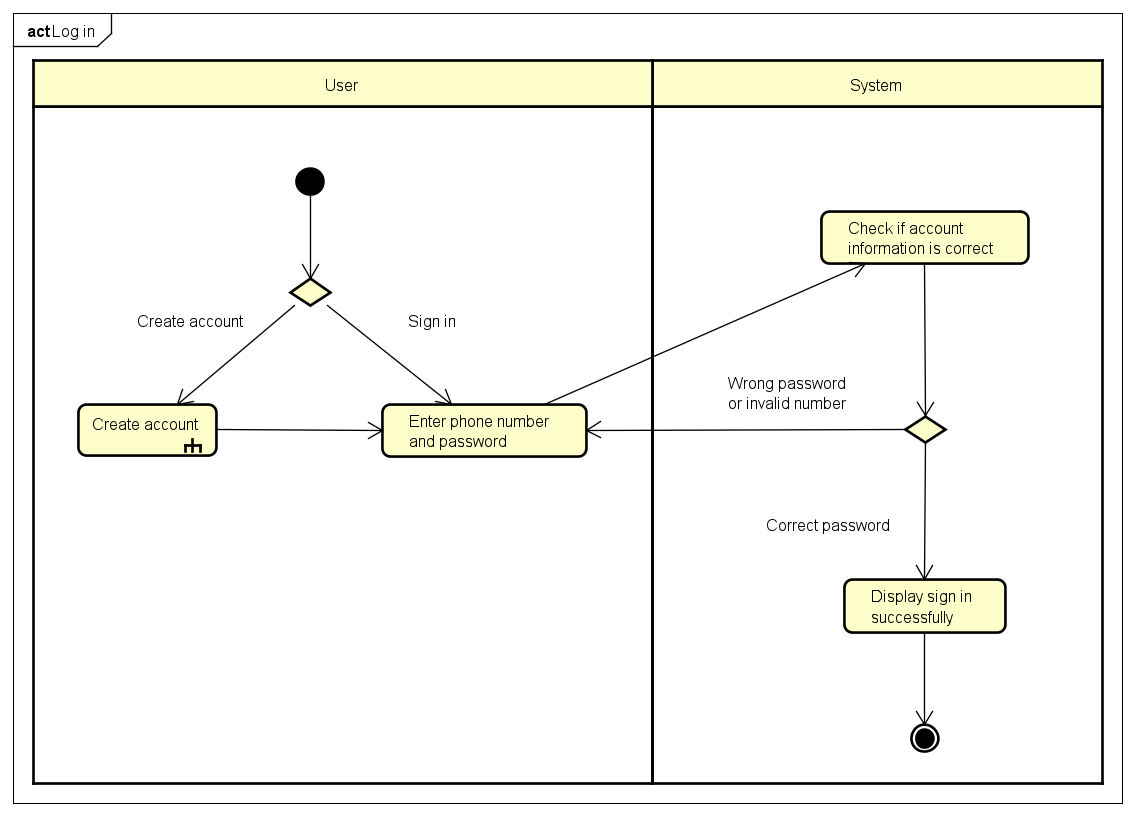 act Log in
User
System
Check if account
information is correct
Create account
Sign in
Wrong password
or invalid number
Create account
Enter phone number
and password
Correct password
Display sign in
successfully